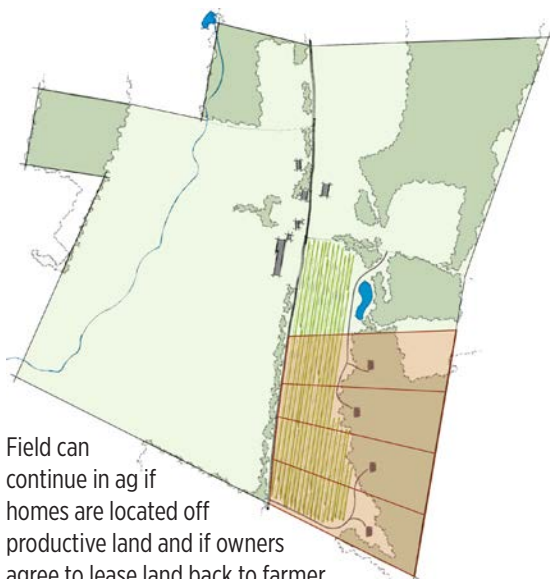 Field can
continue in ag if
homes are located off
productive land and if owners
agree to lease land back to farmer